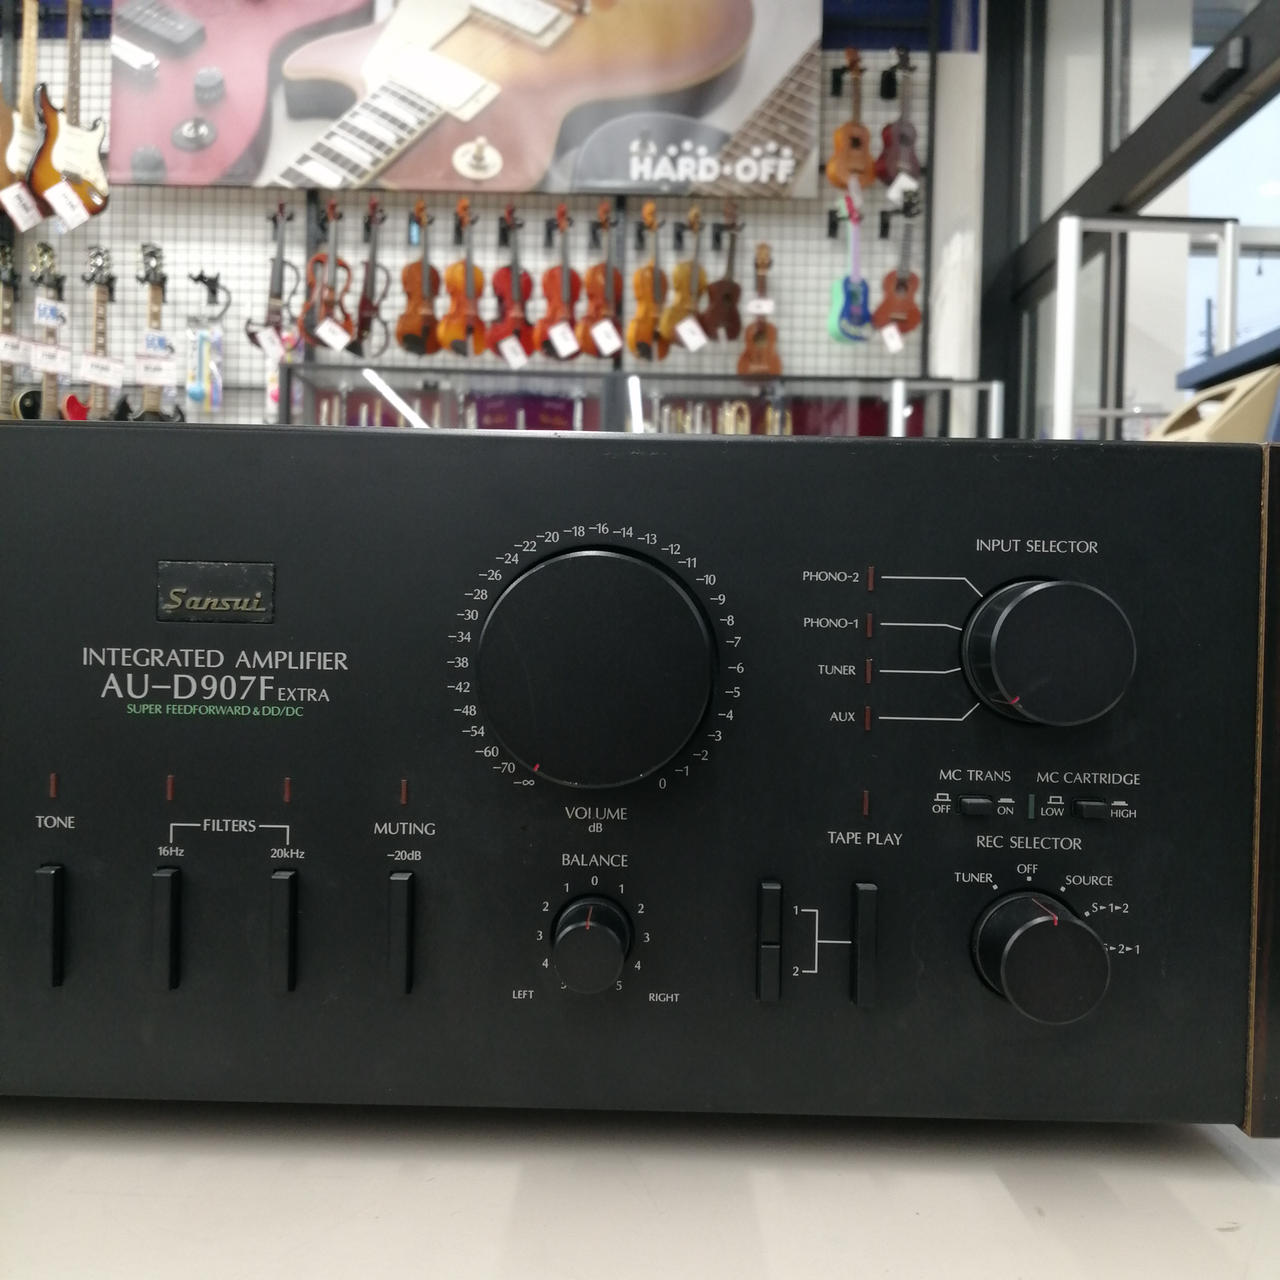 HARD・OFF
Sansui
INTEGRATED AMPLIFIER
AU-D907F EXTRA
SUPER FEEDFORWARD & DD/DC
TONE
FILTERS
16Hz
20kHz
MUTING
-20dB
-∞
-70
-60
-54
-48
-42
-38
-34
-30
-28
-26
-24
-22
-20
-18
-16
-14
-13
-12
-11
-10
-9
-8
-7
-6
-5
-4
-3
-2
-1
0
VOLUME
dB
BALANCE
5
4
3
2
1
0
1
2
3
4
5
LEFT
RIGHT
INPUT SELECTOR
PHONO-2
PHONO-1
TUNER
AUX
TAPE PLAY
1
2
MC TRANS
OFF
ON
MC CARTRIDGE
LOW
HIGH
REC SELECTOR
TUNER
OFF
SOURCE
S▸1▸2
S▸2▸1